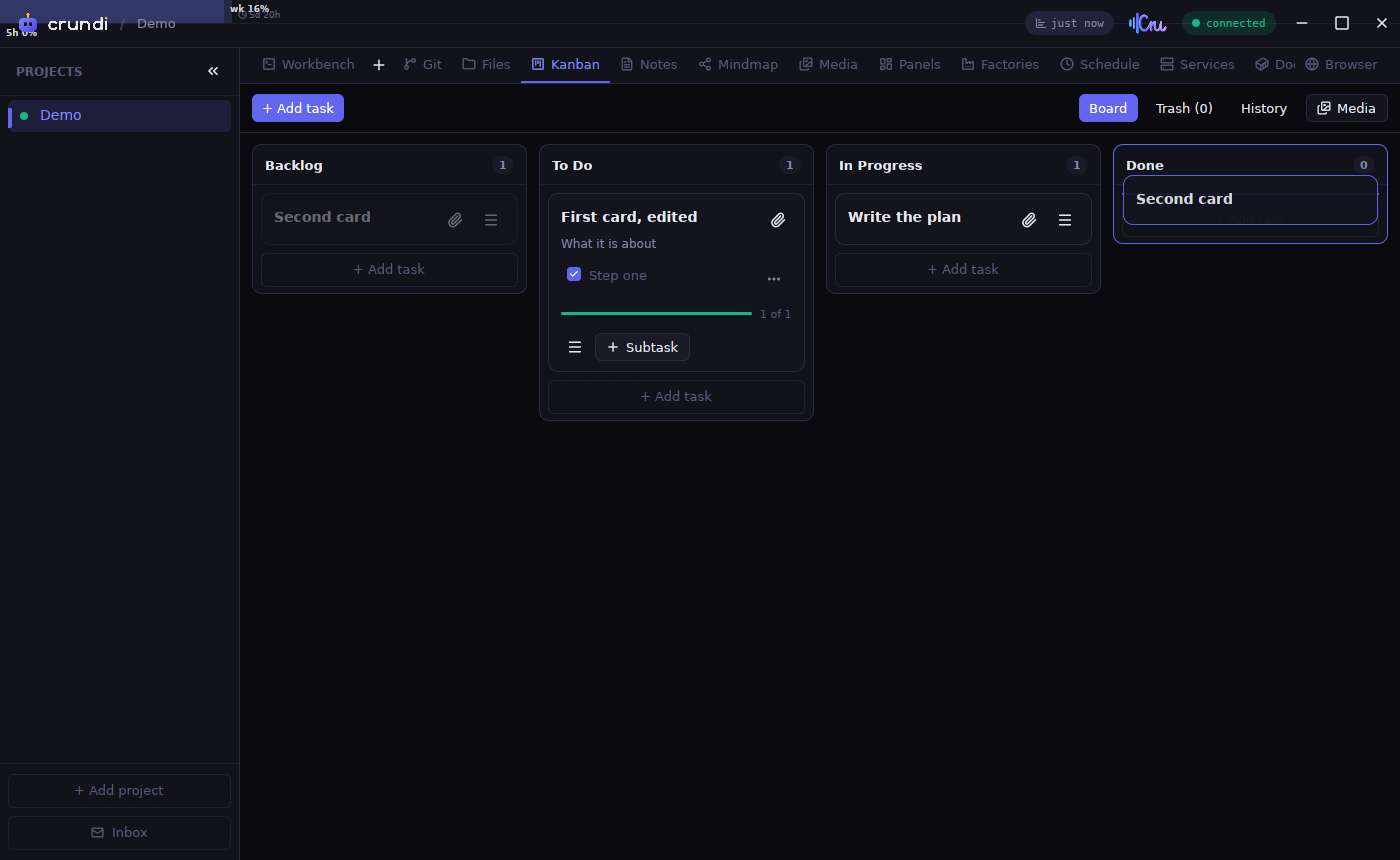 wk 16%
5d 20h
5h 0%
crundi / Demo
just now
Cru
connected
PROJECTS
Demo
+ Add project
Inbox
Workbench + Git Files Kanban Notes Mindmap Media Panels Factories Schedule Services Doc Browser
+ Add task
Board Trash (0) History Media
Backlog 1
Second card
+ Add task
To Do 1
First card, edited
What it is about
Step one
1 of 1
+ Subtask
+ Add task
In Progress 1
Write the plan
+ Add task
Done 0
Second card